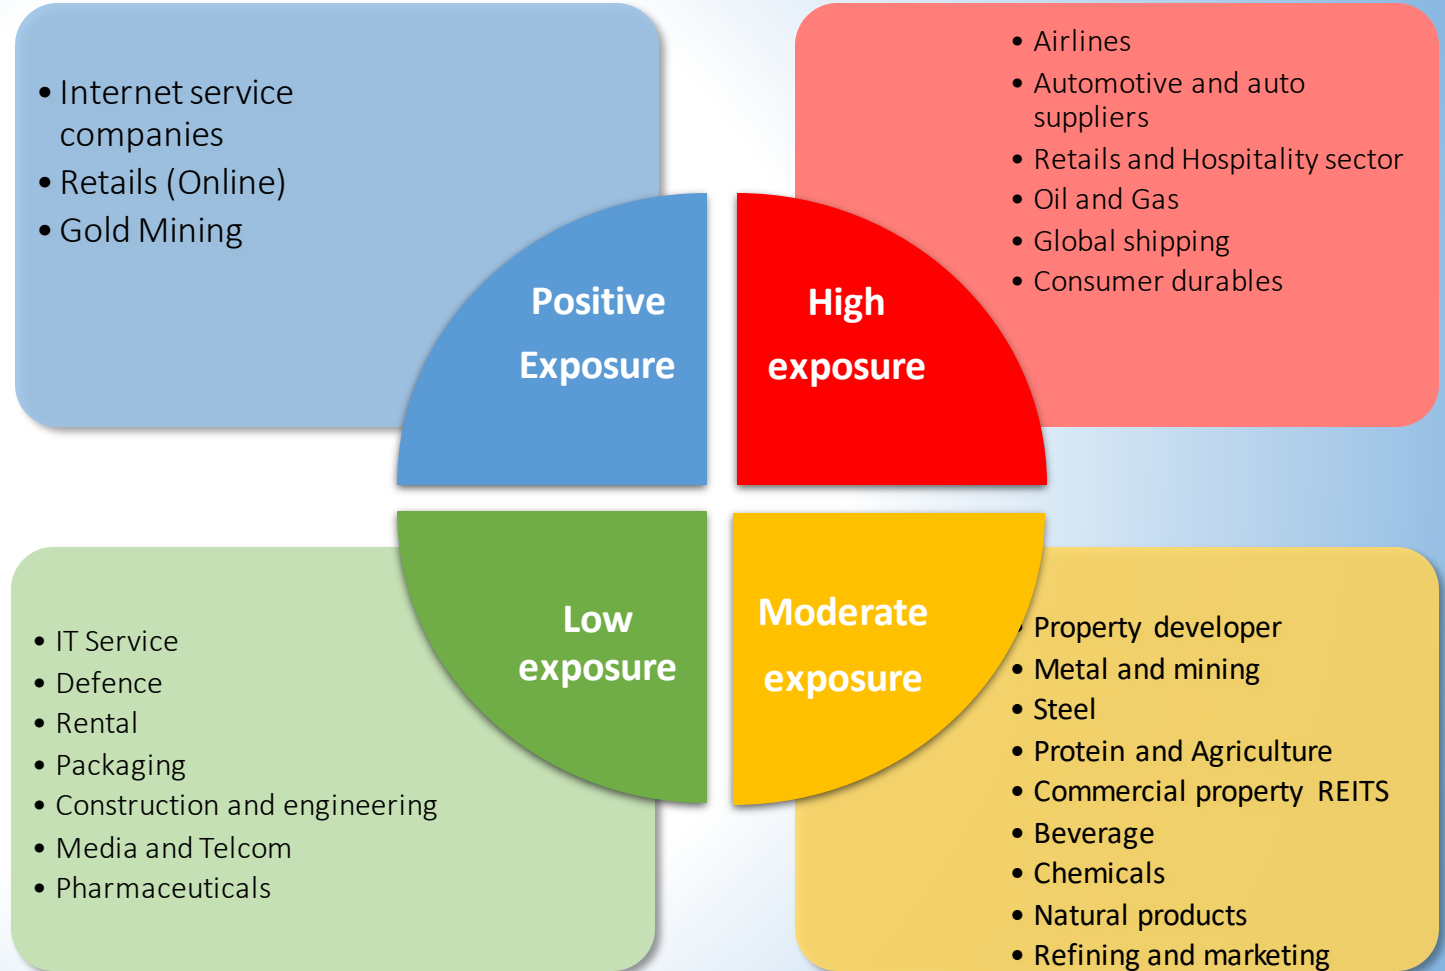 • Internet service
companies
• Retails (Online)
• Gold Mining
• Airlines
• Automotive and auto
suppliers
• Retails and Hospitality sector
• Oil and Gas
• Global shipping
• Consumer durables
Positive
Exposure
High
exposure
Low
exposure
Moderate
exposure
• IT Service
• Defence
• Rental
• Packaging
• Construction and engineering
• Media and Telcom
• Pharmaceuticals
• Property developer
• Metal and mining
• Steel
• Protein and Agriculture
• Commercial property REITS
• Beverage
• Chemicals
• Natural products
• Refining and marketing